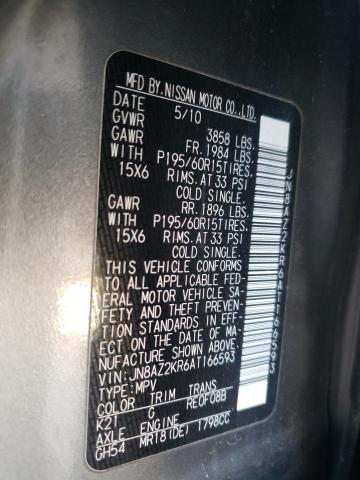 MFD BY.NISSAN MOTOR CO.,LTD.
DATE 5/10
GVWR 3858 LBS.
GAWR FR. 1984 LBS.
WITH P195/60R15TIRES.
15X6 RIMS.AT 33 PSI
COLD SINGLE.
GAWR RR. 1896 LBS.
WITH P195/60R15TIRES.
15X6 RIMS.AT 33 PSI
COLD SINGLE.
THIS VEHICLE CONFORMS
TO ALL APPLICABLE FED-
ERAL MOTOR VEHICLE SA-
FETY AND THEFT PREVEN-
TION STANDARDS IN EFF-
ECT ON THE DATE OF MA-
NUFACTURE SHOWN ABOVE.
VIN:JN8AZ2KR6AT166593
TYPE:MPV
COLOR TRIM TRANS
K21 G RE0F08B
AXLE ENGINE
GH54 MR18(DE) 1798CC
JN8AZ2KR6AT166593